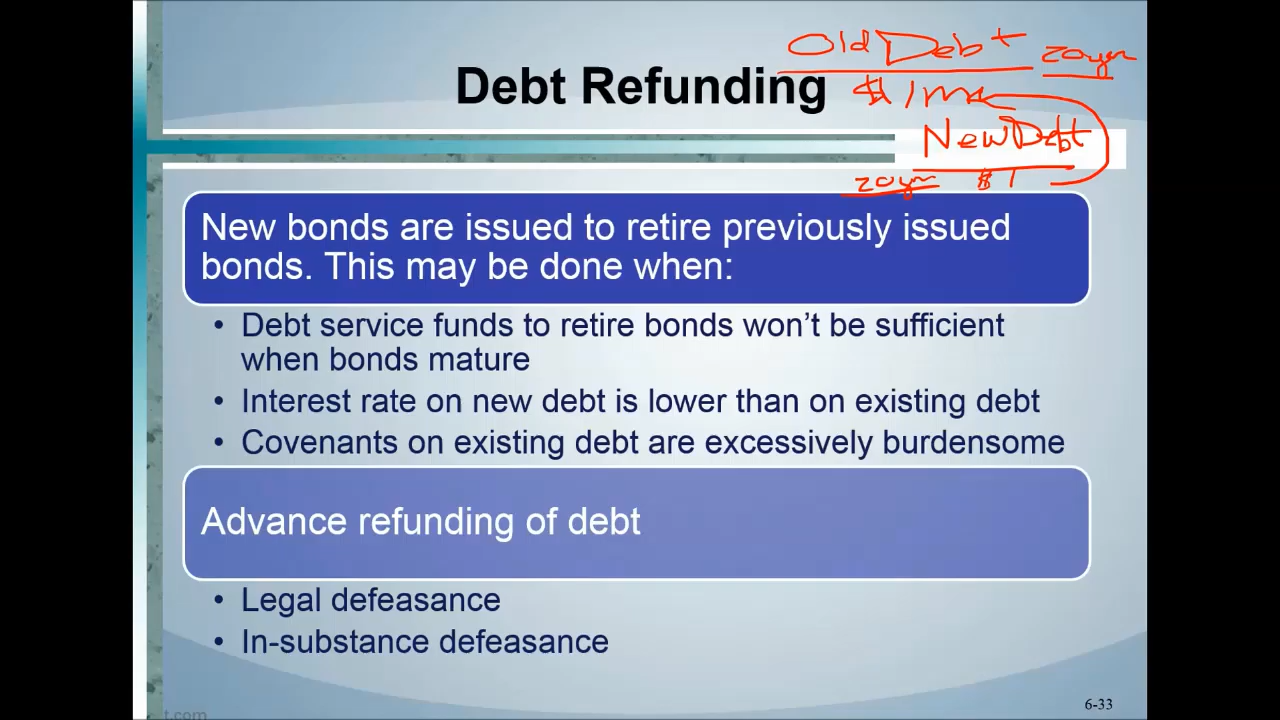 Old Debt 20yr
Debt Refunding
$1m
New Debt
20yr $1
New bonds are issued to retire previously issued
bonds. This may be done when:
• Debt service funds to retire bonds won't be sufficient
when bonds mature
• Interest rate on new debt is lower than on existing debt
• Covenants on existing debt are excessively burdensome
Advance refunding of debt
• Legal defeasance
• In-substance defeasance
6-33
t.com